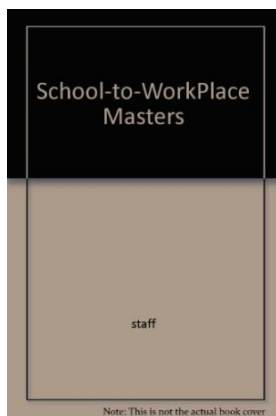 School-to-WorkPlace
Masters
staff
Note: This is not the actual book cover